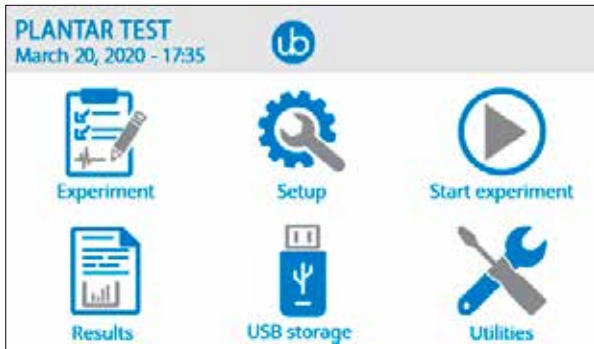 PLANTAR TEST
March 20, 2020 - 17:35
ub
Experiment
Setup
Start experiment
Results
USB storage
Utilities